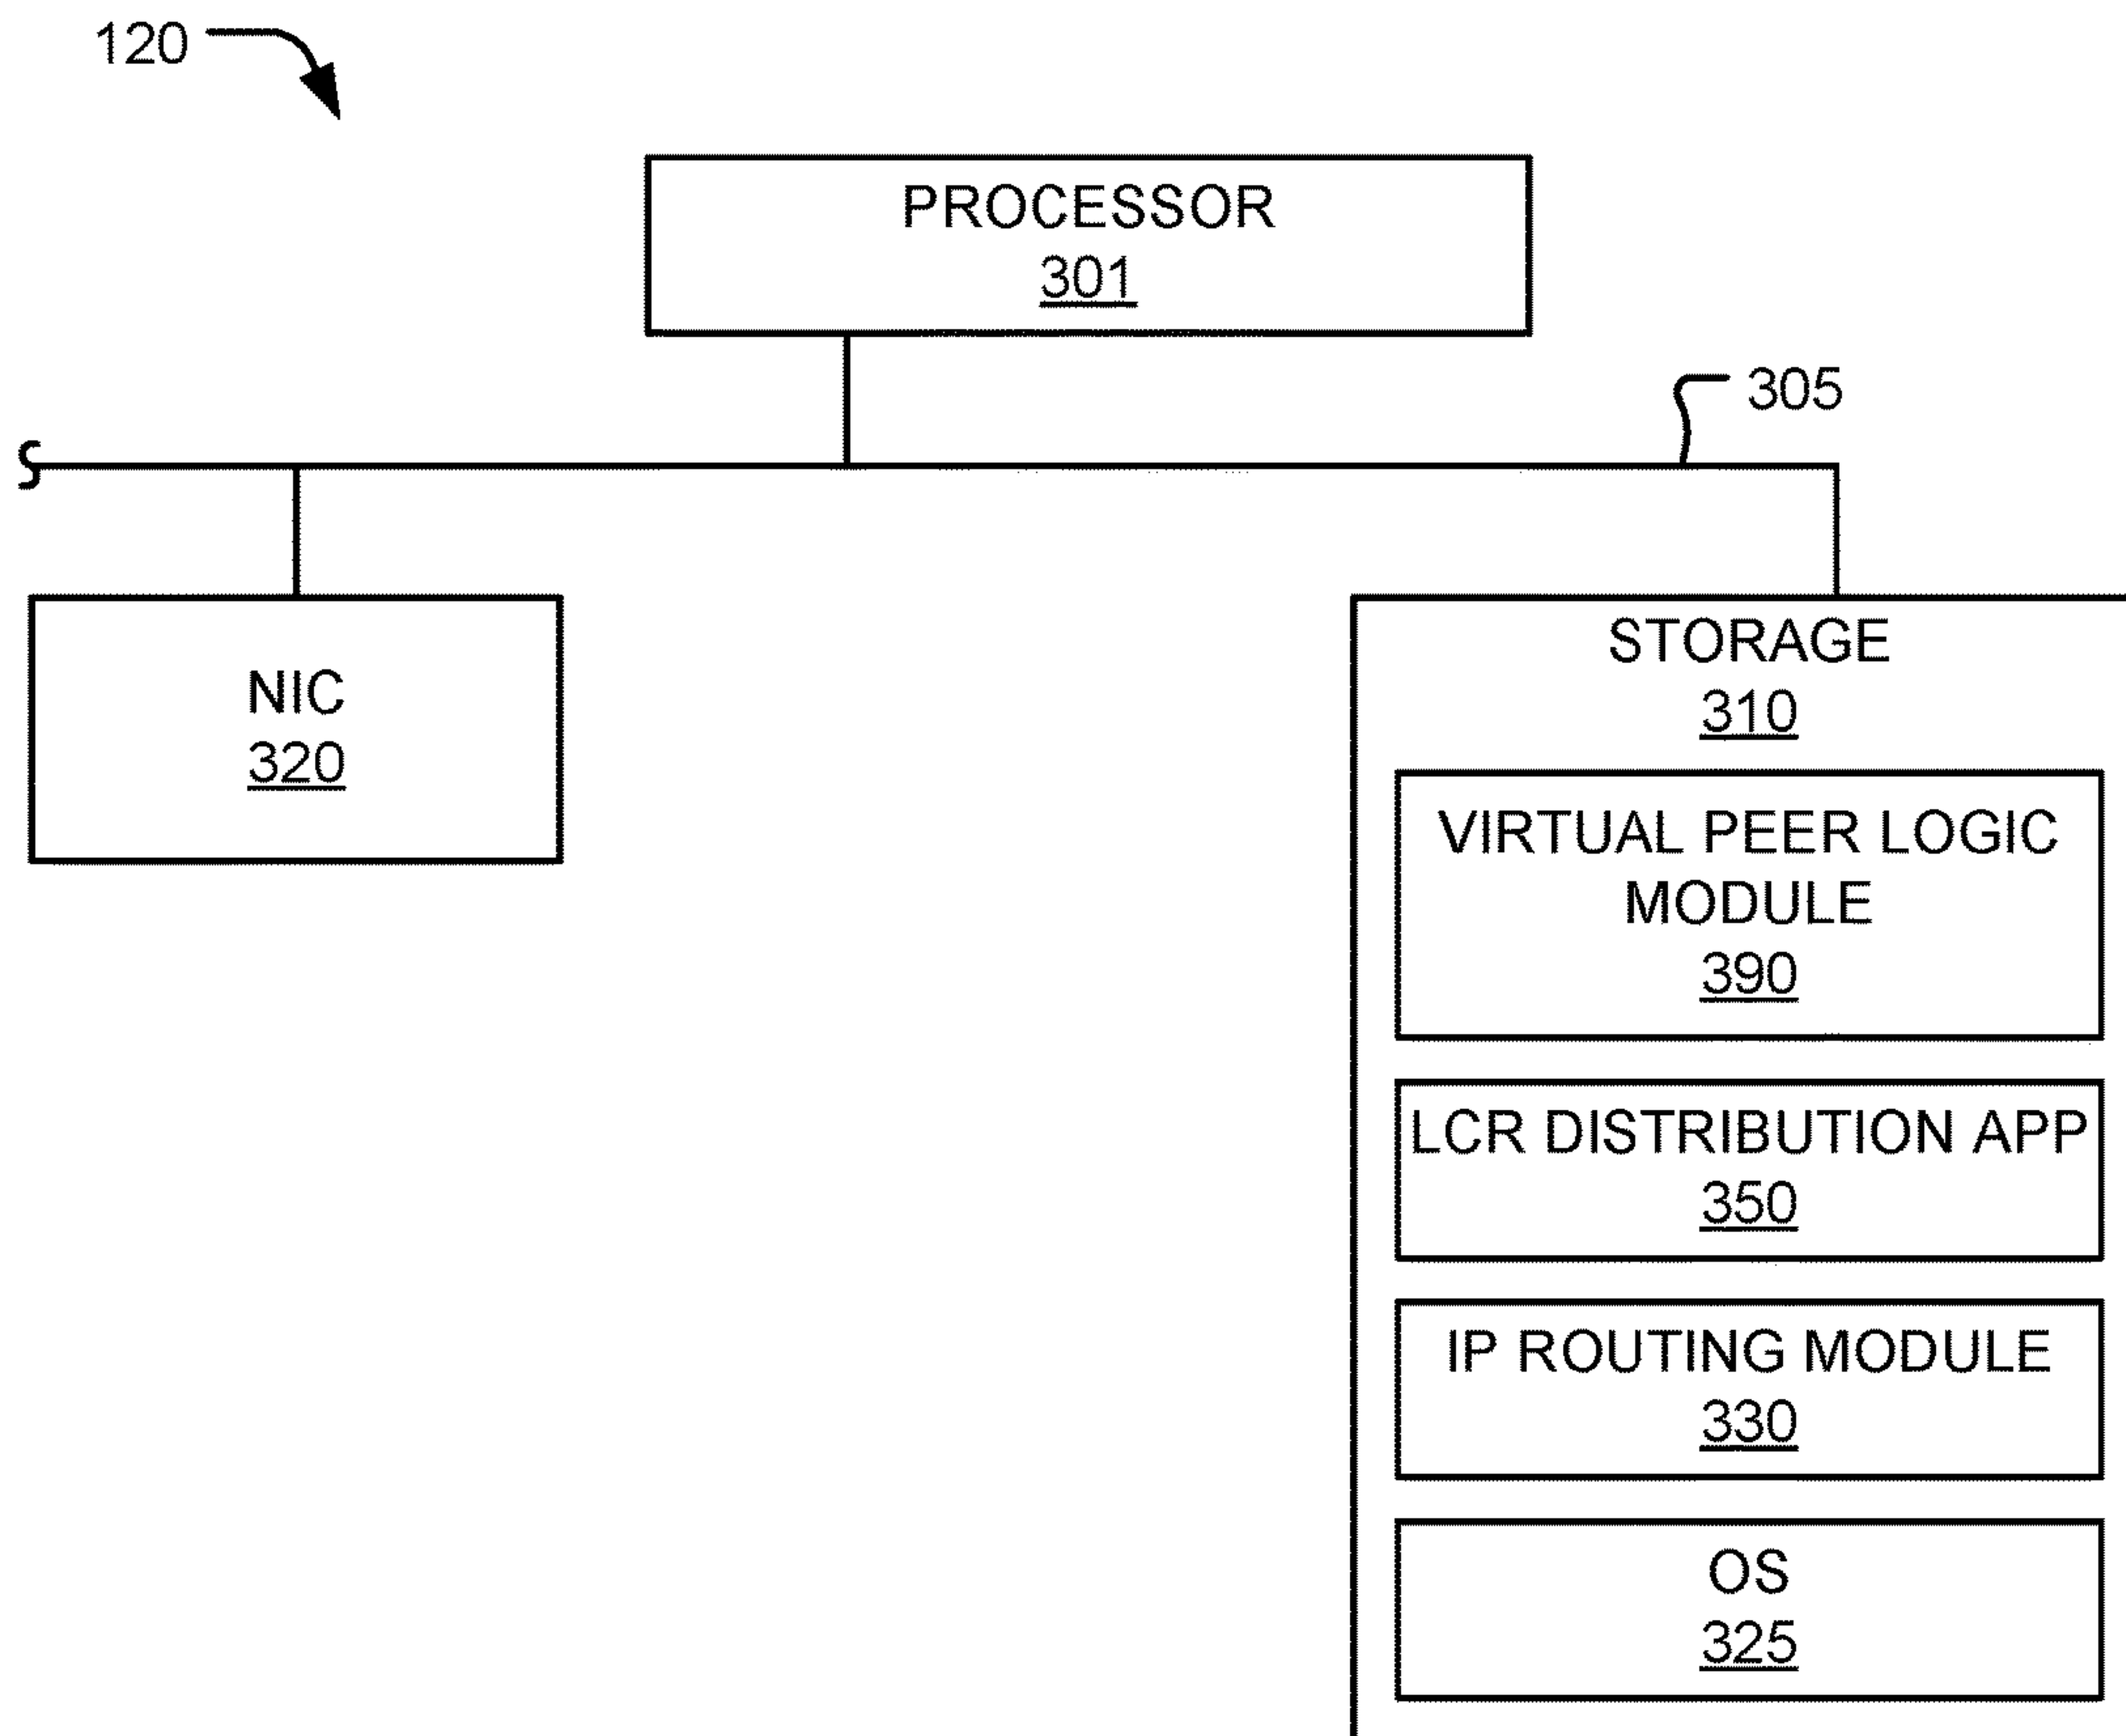 120
PROCESSOR
301
305
NIC
320
STORAGE
310
VIRTUAL PEER LOGIC
MODULE
390
LCR DISTRIBUTION APP
350
IP ROUTING MODULE
330
OS
325